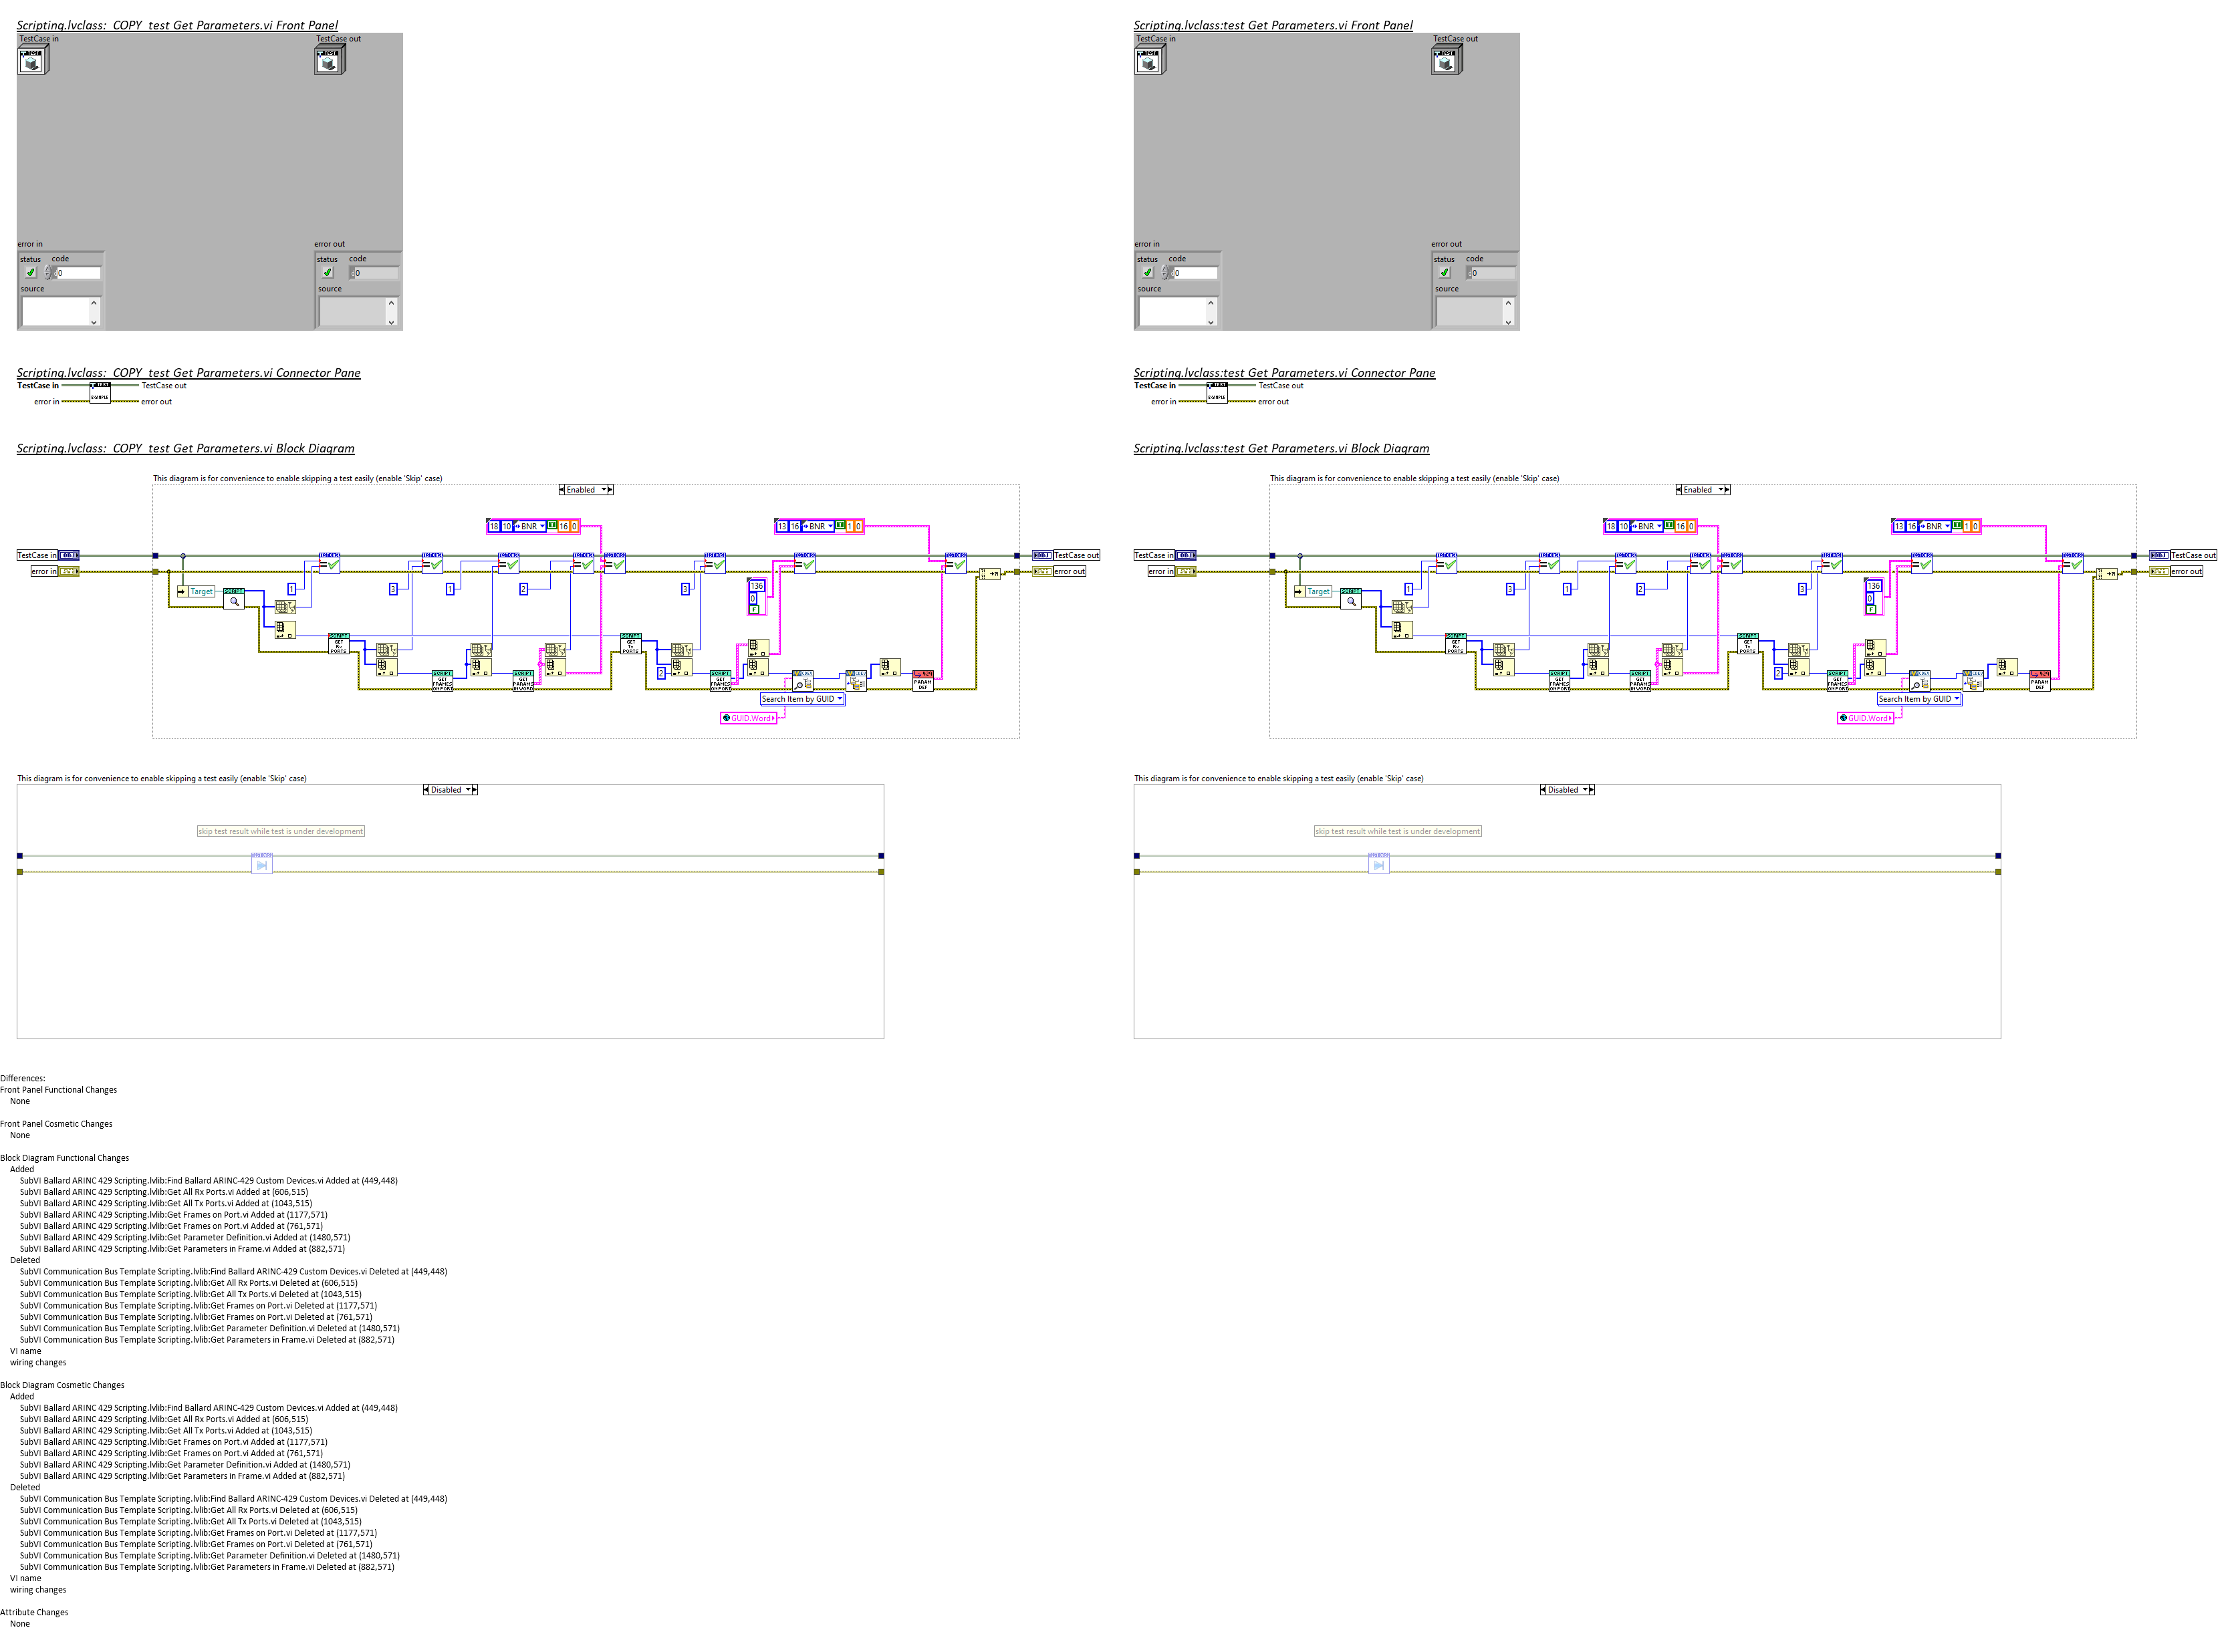 Scripting.lvclass:_COPY_test Get Parameters.vi Front Panel
TestCase in
TestCase out
TEST
TEST
error in
error out
status code
0
source
status code
0
source
Scripting.lvclass:_COPY_test Get Parameters.vi Connector Pane
TestCase in
TestCase out
TEST
EXAMPLE
error in
error out
Scripting.lvclass:_COPY_test Get Parameters.vi Block Diagram
This diagram is for convenience to enable skipping a test easily (enable 'Skip' case)
Enabled
18 10 BNR T 16 0
13 16 BNR T 1 0
TestCase in
OBJ
OBJ
TestCase out
error in
error out
1
3
1
2
3
136
0
F
Target
SCRIPT
SCRIPT
GET
Rx
PORTS
SCRIPT
GET
Tx
PORTS
SCRIPT
GET
FRAMES
ON PORT
SCRIPT
GET
PARAMS
IN WORD
2
SCRIPT
GET
FRAMES
ON PORT
429
PARAM
DEF
Search Item by GUID
GUID.Word
This diagram is for convenience to enable skipping a test easily (enable 'Skip' case)
Disabled
skip test result while test is under development
Scripting.lvclass:test Get Parameters.vi Front Panel
TestCase in
TestCase out
TEST
TEST
error in
error out
status code
0
source
status code
0
source
Scripting.lvclass:test Get Parameters.vi Connector Pane
TestCase in
TestCase out
TEST
EXAMPLE
error in
error out
Scripting.lvclass:test Get Parameters.vi Block Diagram
This diagram is for convenience to enable skipping a test easily (enable 'Skip' case)
Enabled
18 10 BNR T 16 0
13 16 BNR T 1 0
TestCase in
OBJ
OBJ
TestCase out
error in
error out
1
3
1
2
3
136
0
F
Target
SCRIPT
SCRIPT
GET
Rx
PORTS
SCRIPT
GET
Tx
PORTS
SCRIPT
GET
FRAMES
ON PORT
SCRIPT
GET
PARAMS
IN WORD
2
SCRIPT
GET
FRAMES
ON PORT
429
PARAM
DEF
Search Item by GUID
GUID.Word
This diagram is for convenience to enable skipping a test easily (enable 'Skip' case)
Disabled
skip test result while test is under development
Differences:
Front Panel Functional Changes
None
Front Panel Cosmetic Changes
None
Block Diagram Functional Changes
Added
SubVI Ballard ARINC 429 Scripting.lvlib:Find Ballard ARINC-429 Custom Devices.vi Added at (449,448)
SubVI Ballard ARINC 429 Scripting.lvlib:Get All Rx Ports.vi Added at (606,515)
SubVI Ballard ARINC 429 Scripting.lvlib:Get All Tx Ports.vi Added at (1043,515)
SubVI Ballard ARINC 429 Scripting.lvlib:Get Frames on Port.vi Added at (1177,571)
SubVI Ballard ARINC 429 Scripting.lvlib:Get Frames on Port.vi Added at (761,571)
SubVI Ballard ARINC 429 Scripting.lvlib:Get Parameter Definition.vi Added at (1480,571)
SubVI Ballard ARINC 429 Scripting.lvlib:Get Parameters in Frame.vi Added at (882,571)
Deleted
SubVI Communication Bus Template Scripting.lvlib:Find Ballard ARINC-429 Custom Devices.vi Deleted at (449,448)
SubVI Communication Bus Template Scripting.lvlib:Get All Rx Ports.vi Deleted at (606,515)
SubVI Communication Bus Template Scripting.lvlib:Get All Tx Ports.vi Deleted at (1043,515)
SubVI Communication Bus Template Scripting.lvlib:Get Frames on Port.vi Deleted at (1177,571)
SubVI Communication Bus Template Scripting.lvlib:Get Frames on Port.vi Deleted at (761,571)
SubVI Communication Bus Template Scripting.lvlib:Get Parameter Definition.vi Deleted at (1480,571)
SubVI Communication Bus Template Scripting.lvlib:Get Parameters in Frame.vi Deleted at (882,571)
VI name
wiring changes
Block Diagram Cosmetic Changes
Added
SubVI Ballard ARINC 429 Scripting.lvlib:Find Ballard ARINC-429 Custom Devices.vi Added at (449,448)
SubVI Ballard ARINC 429 Scripting.lvlib:Get All Rx Ports.vi Added at (606,515)
SubVI Ballard ARINC 429 Scripting.lvlib:Get All Tx Ports.vi Added at (1043,515)
SubVI Ballard ARINC 429 Scripting.lvlib:Get Frames on Port.vi Added at (1177,571)
SubVI Ballard ARINC 429 Scripting.lvlib:Get Frames on Port.vi Added at (761,571)
SubVI Ballard ARINC 429 Scripting.lvlib:Get Parameter Definition.vi Added at (1480,571)
SubVI Ballard ARINC 429 Scripting.lvlib:Get Parameters in Frame.vi Added at (882,571)
Deleted
SubVI Communication Bus Template Scripting.lvlib:Find Ballard ARINC-429 Custom Devices.vi Deleted at (449,448)
SubVI Communication Bus Template Scripting.lvlib:Get All Rx Ports.vi Deleted at (606,515)
SubVI Communication Bus Template Scripting.lvlib:Get All Tx Ports.vi Deleted at (1043,515)
SubVI Communication Bus Template Scripting.lvlib:Get Frames on Port.vi Deleted at (1177,571)
SubVI Communication Bus Template Scripting.lvlib:Get Frames on Port.vi Deleted at (761,571)
SubVI Communication Bus Template Scripting.lvlib:Get Parameter Definition.vi Deleted at (1480,571)
SubVI Communication Bus Template Scripting.lvlib:Get Parameters in Frame.vi Deleted at (882,571)
VI name
wiring changes
Attribute Changes
None